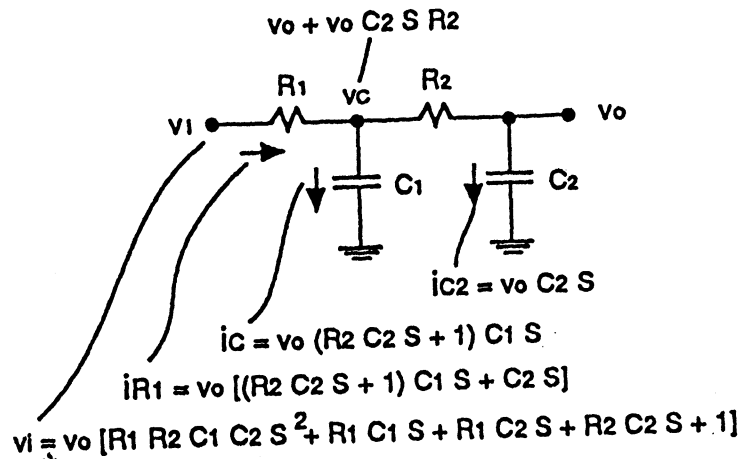 vo + vo C2 S R2
R1
vc
R2
vi
vo
C1
C2
ic2 = vo C2 S
ic = vo (R2 C2 S + 1) C1 S
iR1 = vo [(R2 C2 S + 1) C1 S + C2 S]
vi = vo [R1 R2 C1 C2 S² + R1 C1 S + R1 C2 S + R2 C2 S + 1]